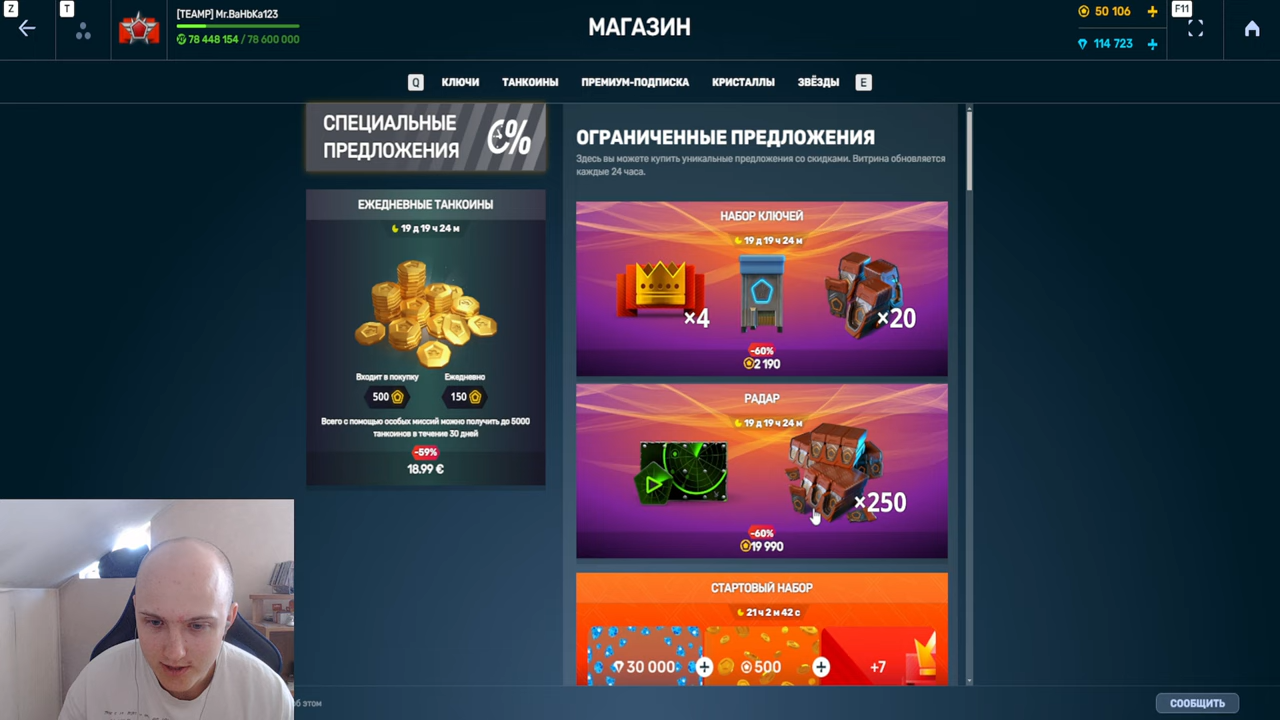 Z
T
[TEAMP] Mr.BaHbKa123
78 448 154 / 78 600 000
МАГАЗИН
50 106
114 723
F11
Q КЛЮЧИ ТАНКОИНЫ ПРЕМИУМ-ПОДПИСКА КРИСТАЛЛЫ ЗВЁЗДЫ E
СПЕЦИАЛЬНЫЕ
ПРЕДЛОЖЕНИЯ
%
ЕЖЕДНЕВНЫЕ ТАНКОИНЫ
19 д 19 ч 24 м
Входит в покупку Ежедневно
500 150
Всего с помощью особых миссий можно получить до 5000
танкоинов в течение 30 дней
-59%
18.99 €
ОГРАНИЧЕННЫЕ ПРЕДЛОЖЕНИЯ
Здесь вы можете купить уникальные предложения со скидками. Витрина обновляется
каждые 24 часа.
НАБОР КЛЮЧЕЙ
19 д 19 ч 24 м
×4 ×20
-60%
2 190
РАДАР
19 д 19 ч 24 м
×250
-60%
19 990
СТАРТОВЫЙ НАБОР
21 ч 2 м 42 с
30 000 + 500 + +7
об этом
СООБЩИТЬ